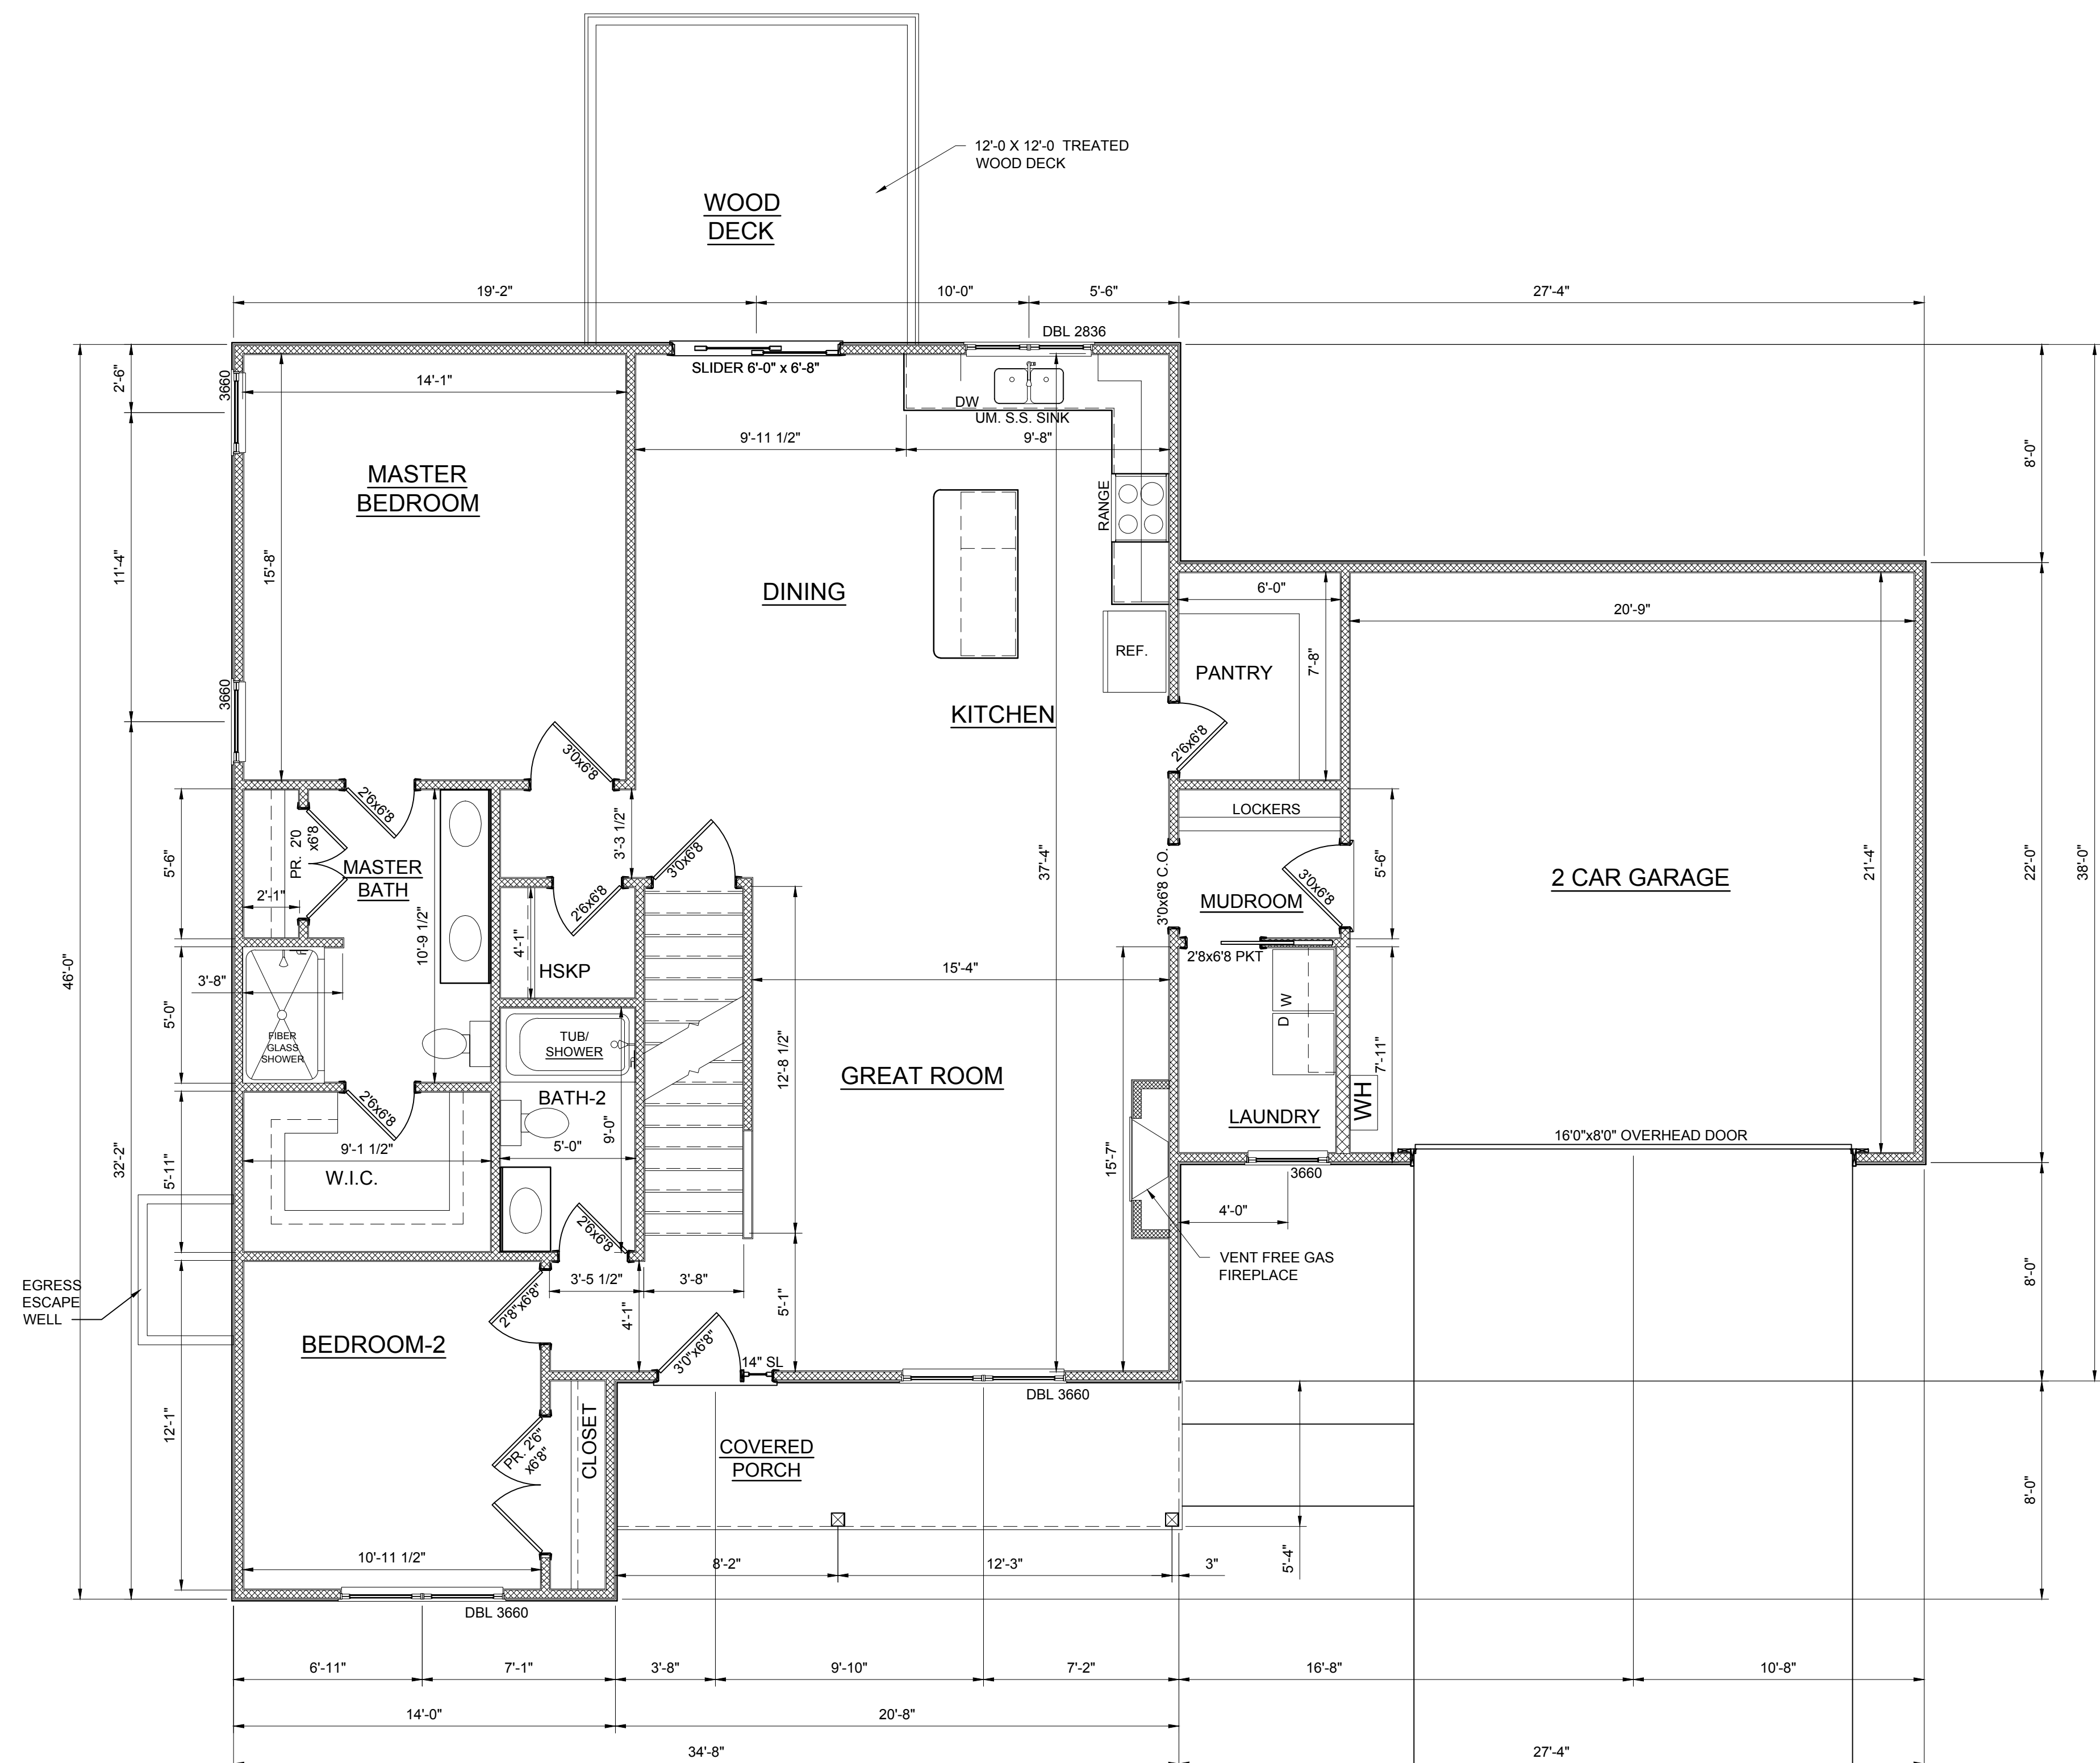 12'-0 X 12'-0  TREATED
WOOD DECK
WOOD
DECK
19'-2"
10'-0"
5'-6"
27'-4"
DBL 2836
SLIDER 6'-0" x 6'-8"
2'-6"
3660
14'-1"
DW
UM. S.S. SINK
9'-11 1/2"
9'-8"
8'-0"
MASTER
BEDROOM
RANGE
11'-4"
15'-8"
DINING
6'-0"
20'-9"
REF.
PANTRY
7'-8"
3660
KITCHEN
3'0x6'8
2'6x6'8
2'6x6'8
LOCKERS
PR. 2'0
x6'8
3'-3 1/2"
3'0x6'8
5'-6"
MASTER
BATH
2'-1"
37'-4"
3'0x6'8 C.O.
5'-6"
3'0x6'8
MUDROOM
2 CAR GARAGE
21'-4"
22'-0"
38'-0"
2'6x6'8
10'-9 1/2"
4'-1"
HSKP
46'-0"
3'-8"
15'-4"
2'8x6'8 PKT
5'-0"
FIBER
GLASS
SHOWER
TUB/
SHOWER
W
D
12'-8 1/2"
7'-11"
GREAT ROOM
BATH-2
WH
LAUNDRY
2'6x6'8
9'-0"
5'-0"
9'-1 1/2"
W.I.C.
5'-11"
32'-2"
15'-7"
16'0"x8'0" OVERHEAD DOOR
3660
4'-0"
2'6x6'8
VENT FREE GAS
FIREPLACE
EGRESS
ESCAPE
WELL
3'-5 1/2"
3'-8"
2'8"x6'8"
4'-1"
5'-1"
8'-0"
BEDROOM-2
3'0"x6'8"
14" SL
DBL 3660
12'-1"
PR. 2'6"
x6'8"
CLOSET
COVERED
PORCH
8'-0"
10'-11 1/2"
8'-2"
12'-3"
3"
5'-4"
DBL 3660
6'-11"
7'-1"
3'-8"
9'-10"
7'-2"
16'-8"
10'-8"
14'-0"
20'-8"
34'-8"
27'-4"